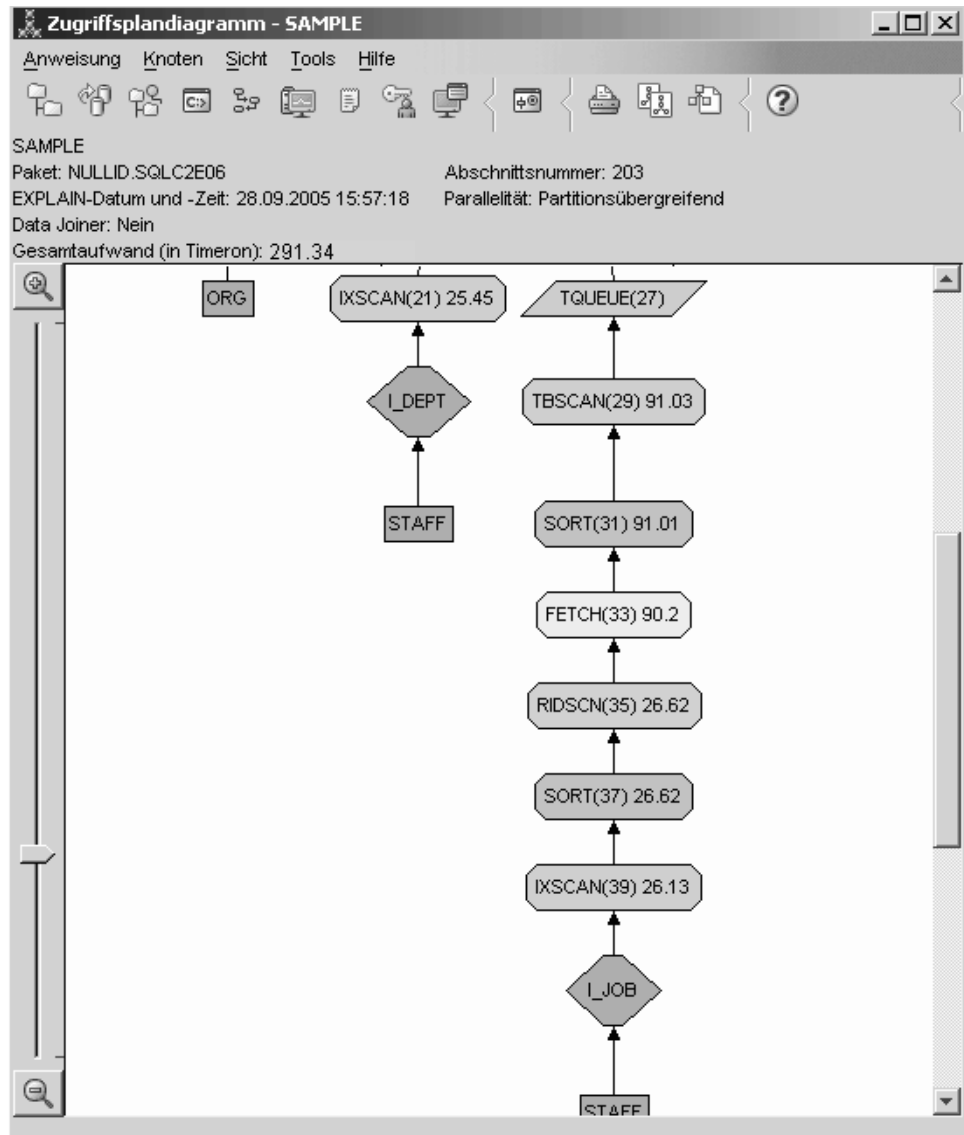 Zugriffsplandiagramm - SAMPLE
Anweisung Knoten Sicht Tools Hilfe
C:>
SAMPLE
Paket: NULLID.SQLC2E06 Abschnittsnummer: 203
EXPLAIN-Datum und -Zeit: 28.09.2005 15:57:18 Parallelität: Partitionsübergreifend
Data Joiner: Nein
Gesamtaufwand (in Timeron): 291.34
ORG IXSCAN(21) 25.45 TQUEUE(27)
I_DEPT TBSCAN(29) 91.03
STAFF SORT(31) 91.01
FETCH(33) 90.2
RIDSCN(35) 26.62
SORT(37) 26.62
IXSCAN(39) 26.13
I_JOB
STAFF